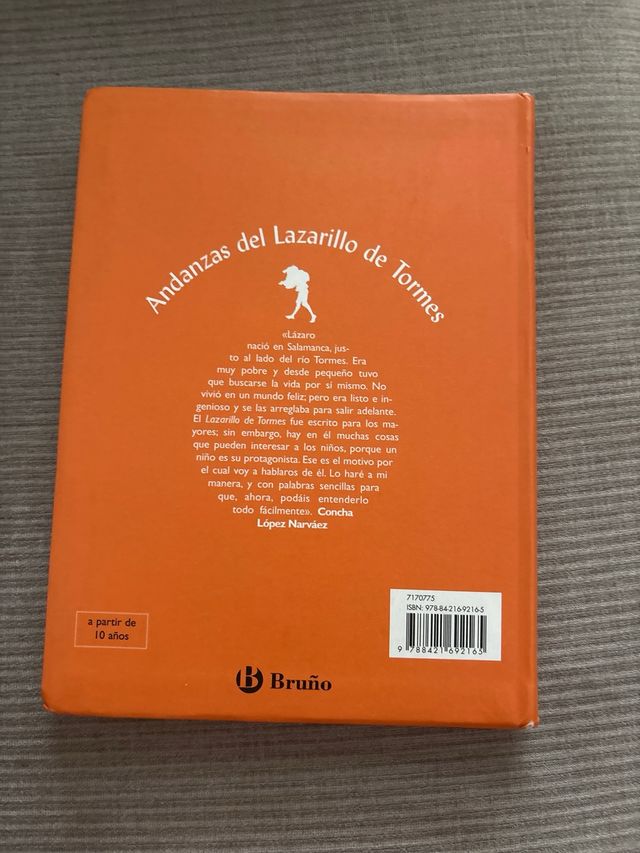 Andanzas del Lazarillo de Tormes
«Lázaro
nació en Salamanca, jus-
to al lado del río Tormes. Era
muy pobre y desde pequeño tuvo
que buscarse la vida por sí mismo. No
vivió en un mundo feliz; pero era listo e in-
genioso y se las arreglaba para salir adelante.
El Lazarillo de Tormes fue escrito para los ma-
yores; sin embargo, hay en él muchas cosas
que pueden interesar a los niños, porque un
niño es su protagonista. Ese es el motivo por
el cual voy a hablaros de él. Lo haré a mi
manera, y con palabras sencillas para
que, ahora, podáis entenderlo
todo fácilmente». Concha
López Narváez
a partir de
10 años
7170775
ISBN: 978-84-216-9216-5
9 788421 692165
B Bruño